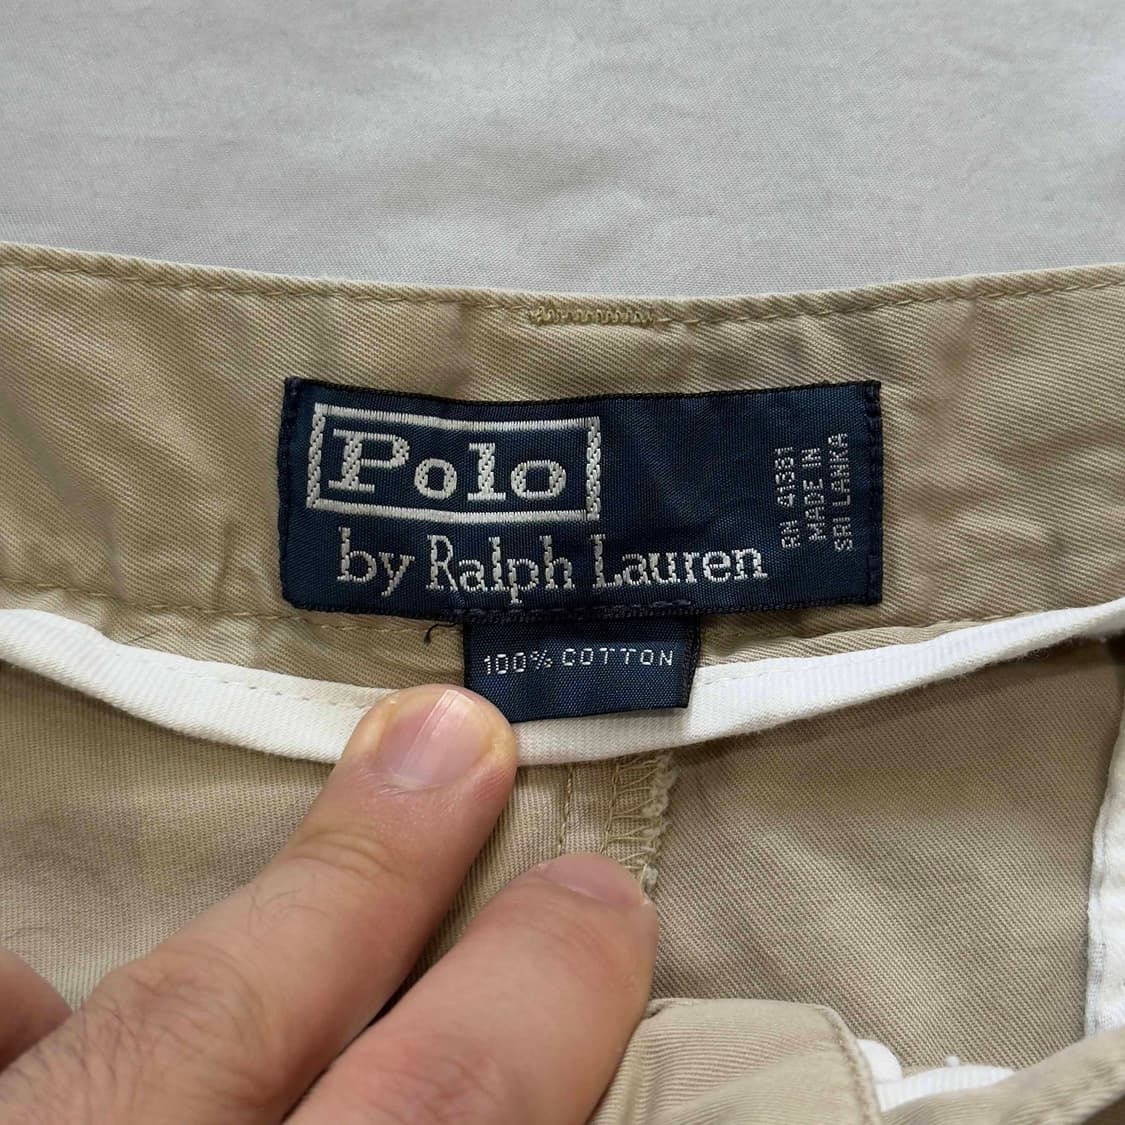 Polo
by Ralph Lauren
RN 41381
MADE IN
SRI LANKA
100% COTTON